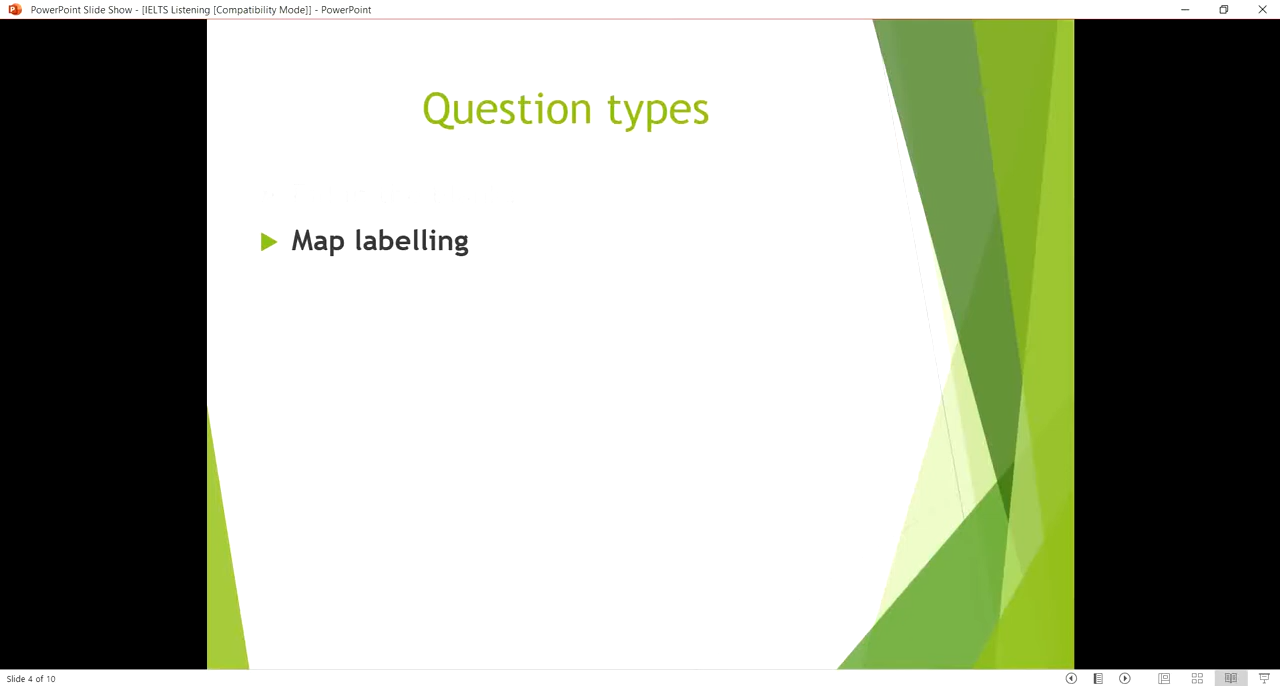 PowerPoint Slide Show - [IELTS Listening [Compatibility Mode]] - PowerPoint
Question types
Map labelling
Slide 4 of 10